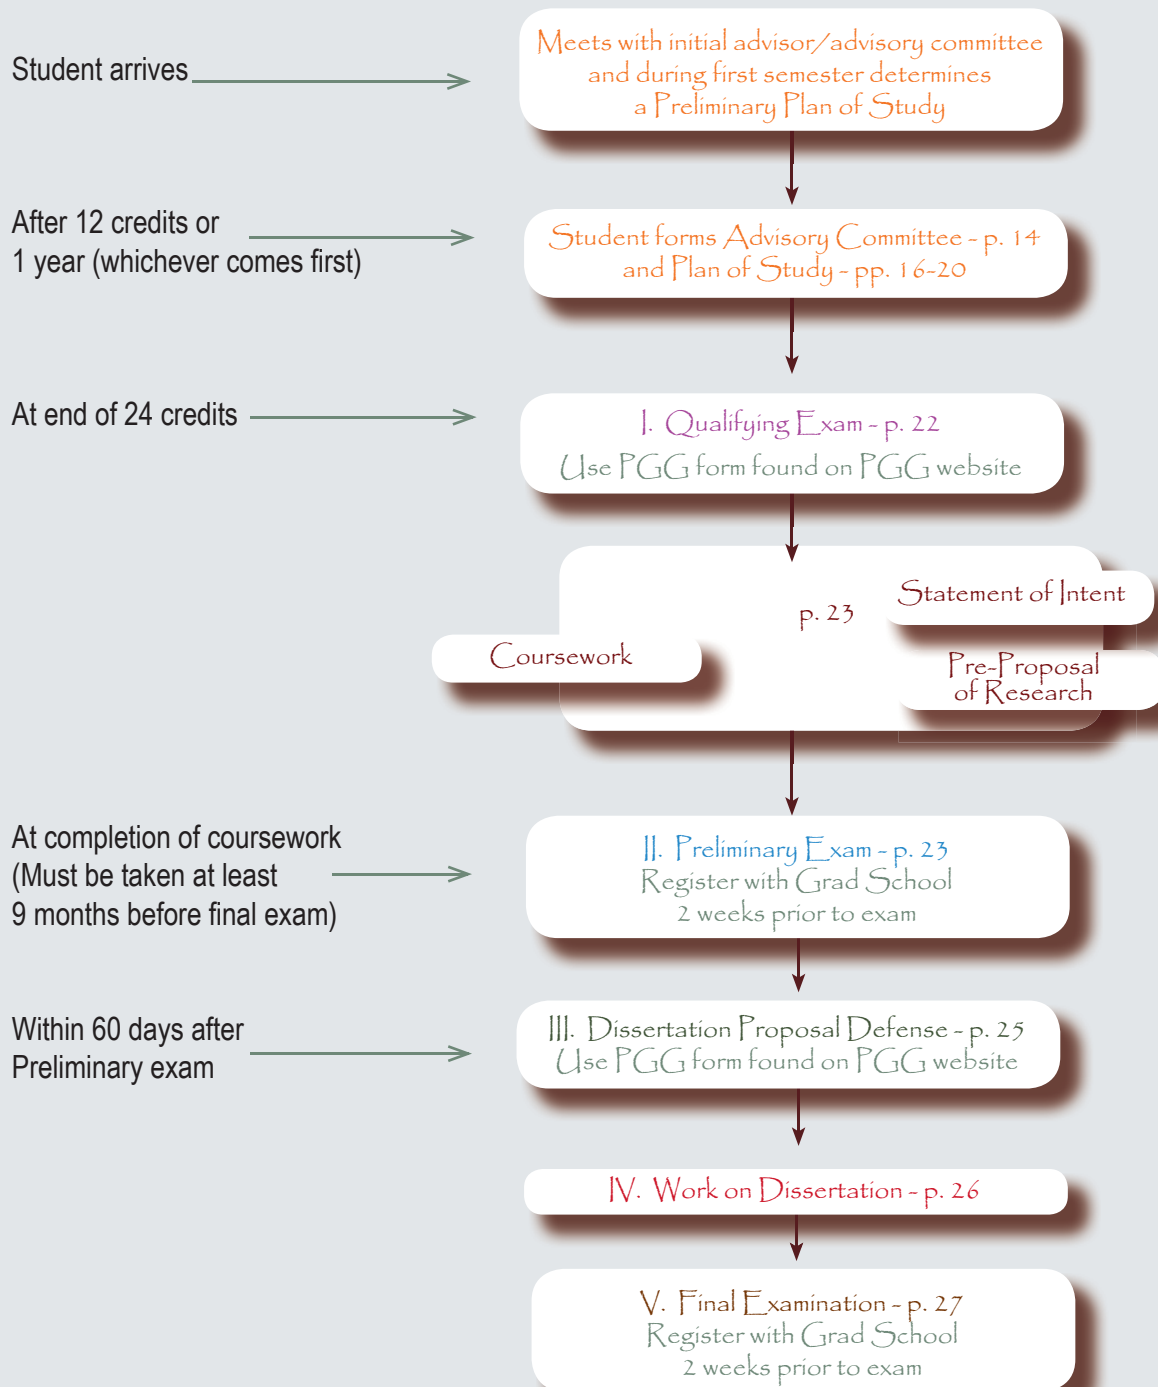 Student arrives
Meets with initial advisor/advisory committee
and during first semester determines
a Preliminary Plan of Study
After 12 credits or
1 year (whichever comes first)
Student forms Advisory Committee - p. 14
and Plan of Study - pp. 16-20
At end of 24 credits
I. Qualifying Exam - p. 22
Use PGG form found on PGG website
p. 23
Statement of Intent
Coursework
Pre-Proposal
of Research
At completion of coursework
(Must be taken at least
9 months before final exam)
II. Preliminary Exam - p. 23
Register with Grad School
2 weeks prior to exam
Within 60 days after
Preliminary exam
III. Dissertation Proposal Defense - p. 25
Use PGG form found on PGG website
IV. Work on Dissertation - p. 26
V. Final Examination - p. 27
Register with Grad School
2 weeks prior to exam